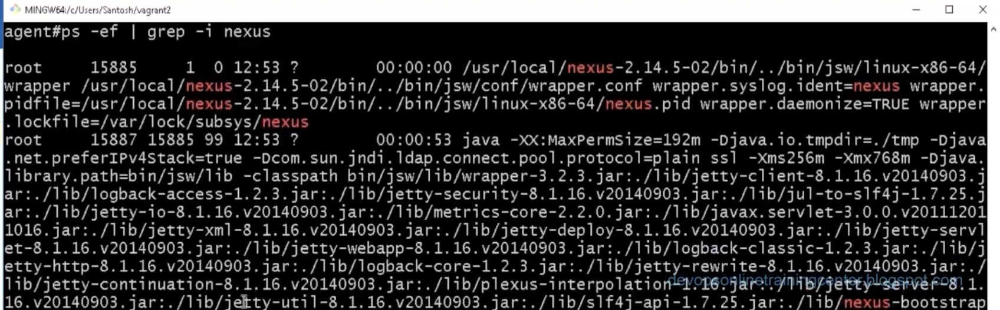 MINGW64:/c/Users/Santosh/vagrant2
agent#ps -ef | grep -i nexus
root     15885     1  0 12:53 ?        00:00:00 /usr/local/nexus-2.14.5-02/bin/../bin/jsw/linux-x86-64/
wrapper /usr/local/nexus-2.14.5-02/bin/../bin/jsw/conf/wrapper.conf wrapper.syslog.ident=nexus wrapper.
pidfile=/usr/local/nexus-2.14.5-02/bin/../bin/jsw/linux-x86-64/nexus.pid wrapper.daemonize=TRUE wrapper
.lockfile=/var/lock/subsys/nexus
root     15887 15885 99 12:53 ?        00:00:53 java -XX:MaxPermSize=192m -Djava.io.tmpdir=./tmp -Djava
.net.preferIPv4Stack=true -Dcom.sun.jndi.ldap.connect.pool.protocol=plain ssl -Xms256m -Xmx768m -Djava.
library.path=bin/jsw/lib -classpath bin/jsw/lib/wrapper-3.2.3.jar:./lib/jetty-client-8.1.16.v20140903.j
ar:./lib/logback-access-1.2.3.jar:./lib/jetty-security-8.1.16.v20140903.jar:./lib/jul-to-slf4j-1.7.25.j
ar:./lib/jetty-io-8.1.16.v20140903.jar:./lib/metrics-core-2.2.0.jar:./lib/javax.servlet-3.0.0.v20111201
1016.jar:./lib/jetty-xml-8.1.16.v20140903.jar:./lib/jetty-deploy-8.1.16.v20140903.jar:./lib/jetty-servl
et-8.1.16.v20140903.jar:./lib/jetty-webapp-8.1.16.v20140903.jar:./lib/logback-classic-1.2.3.jar:./lib/j
etty-http-8.1.16.v20140903.jar:./lib/logback-core-1.2.3.jar:./lib/jetty-rewrite-8.1.16.v20140903.jar:./
lib/jetty-continuation-8.1.16.v20140903.jar:./lib/plexus-interpolation-1.16.jar:./lib/jetty-server-8.1.
devopsonlinetrainingcenter.blogspot.com
16.v20140903.jar:./lib/jetty-util-8.1.16.v20140903.jar:./lib/slf4j-api-1.7.25.jar:./lib/nexus-bootstrap